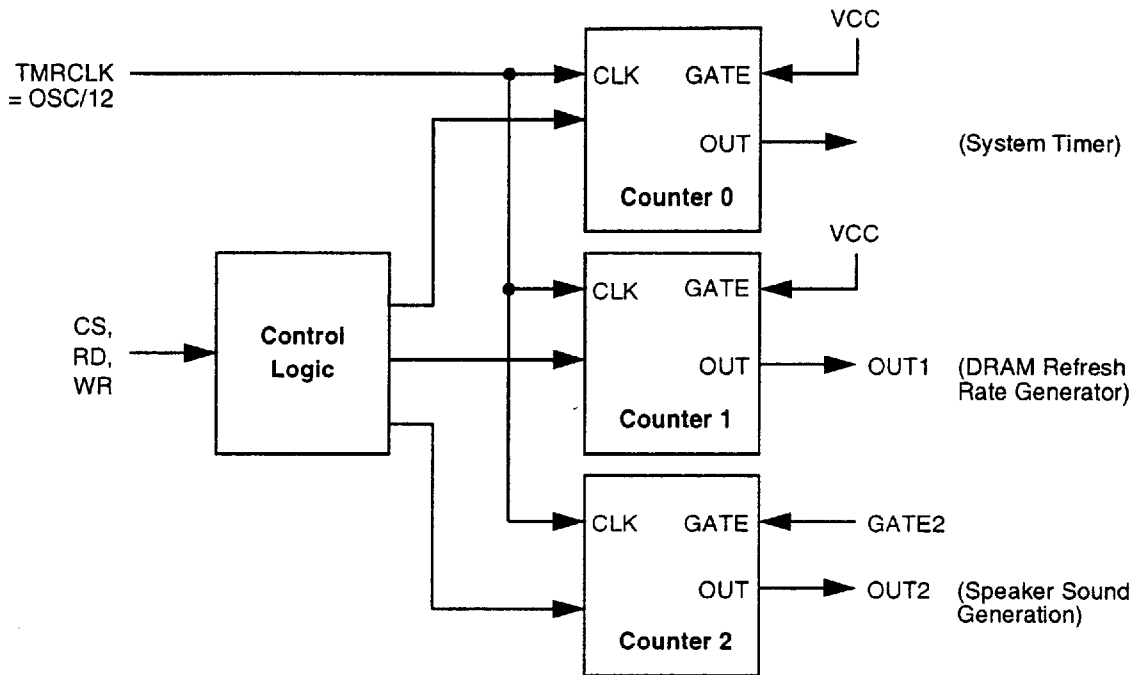 TMRCLK
= OSC/12
CLK
GATE
VCC
OUT
(System Timer)
Counter 0
CS,
RD,
WR
Control
Logic
CLK
GATE
VCC
OUT
OUT1
(DRAM Refresh
Rate Generator)
Counter 1
CLK
GATE
GATE2
OUT
OUT2
(Speaker Sound
Generation)
Counter 2